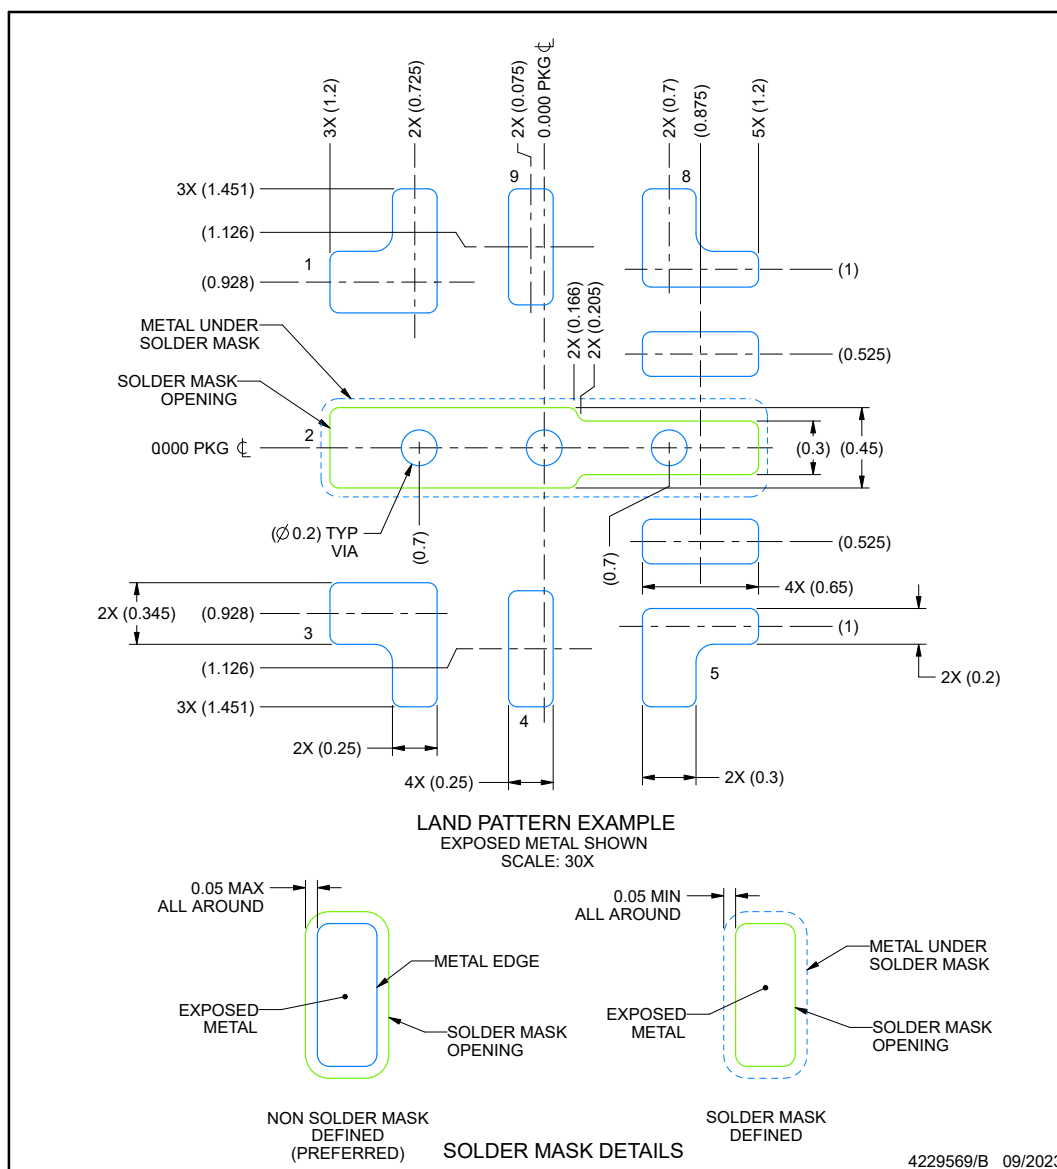 3X (1.2)
2X (0.725)
2X (0.075)
0.000 PKG ℄
2X (0.7)
(0.875)
5X (1.2)
3X (1.451)
9
8
(1.126)
1
(0.928)
(1)
METAL UNDER
SOLDER MASK
2X (0.166)
2X (0.205)
(0.525)
SOLDER MASK
OPENING
2
0000 PKG ℄
(0.3)
(0.45)
(Ø 0.2) TYP
VIA
(0.7)
(0.7)
(0.525)
4X (0.65)
2X (0.345)
(0.928)
3
(1)
(1.126)
5
2X (0.2)
3X (1.451)
4
2X (0.25)
4X (0.25)
2X (0.3)
LAND PATTERN EXAMPLE
EXPOSED METAL SHOWN
SCALE: 30X
0.05 MAX
ALL AROUND
METAL EDGE
EXPOSED
METAL
SOLDER MASK
OPENING
NON SOLDER MASK
DEFINED
(PREFERRED)
0.05 MIN
ALL AROUND
METAL UNDER
SOLDER MASK
EXPOSED
METAL
SOLDER MASK
OPENING
SOLDER MASK
DEFINED
SOLDER MASK DETAILS
4229569/B 09/2023